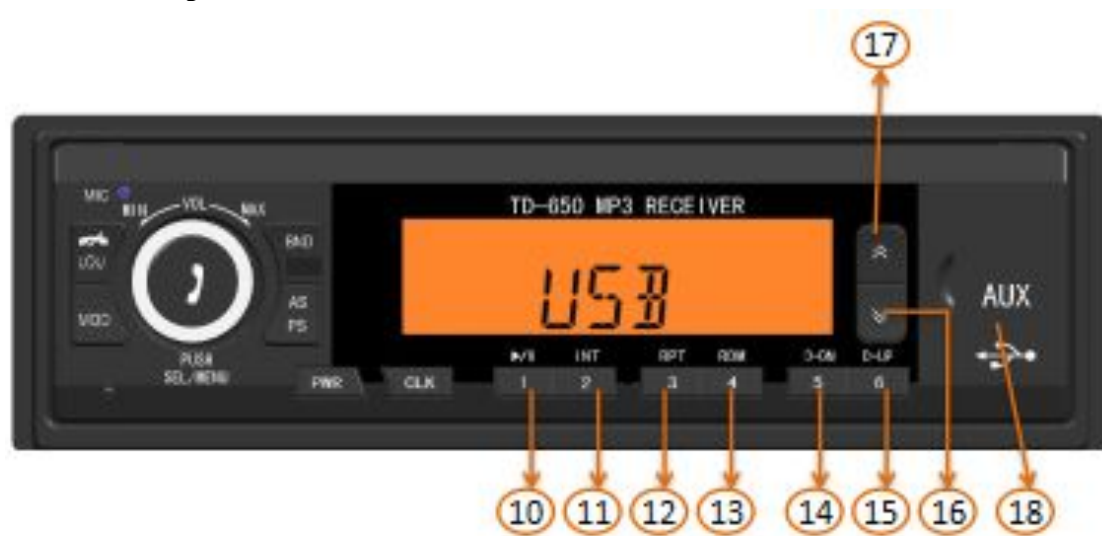 17
TD-650 MP3 RECEIVER
MIC
MIN VOL MAX
BND
LOU
USB
AUX
AS
PS
MOD
PUSH
SEL/MENU
INT RPT RDM D-DN D-UP
PWR CLK 1 2 3 4 5 6
10 11 12 13 14 15 16 18